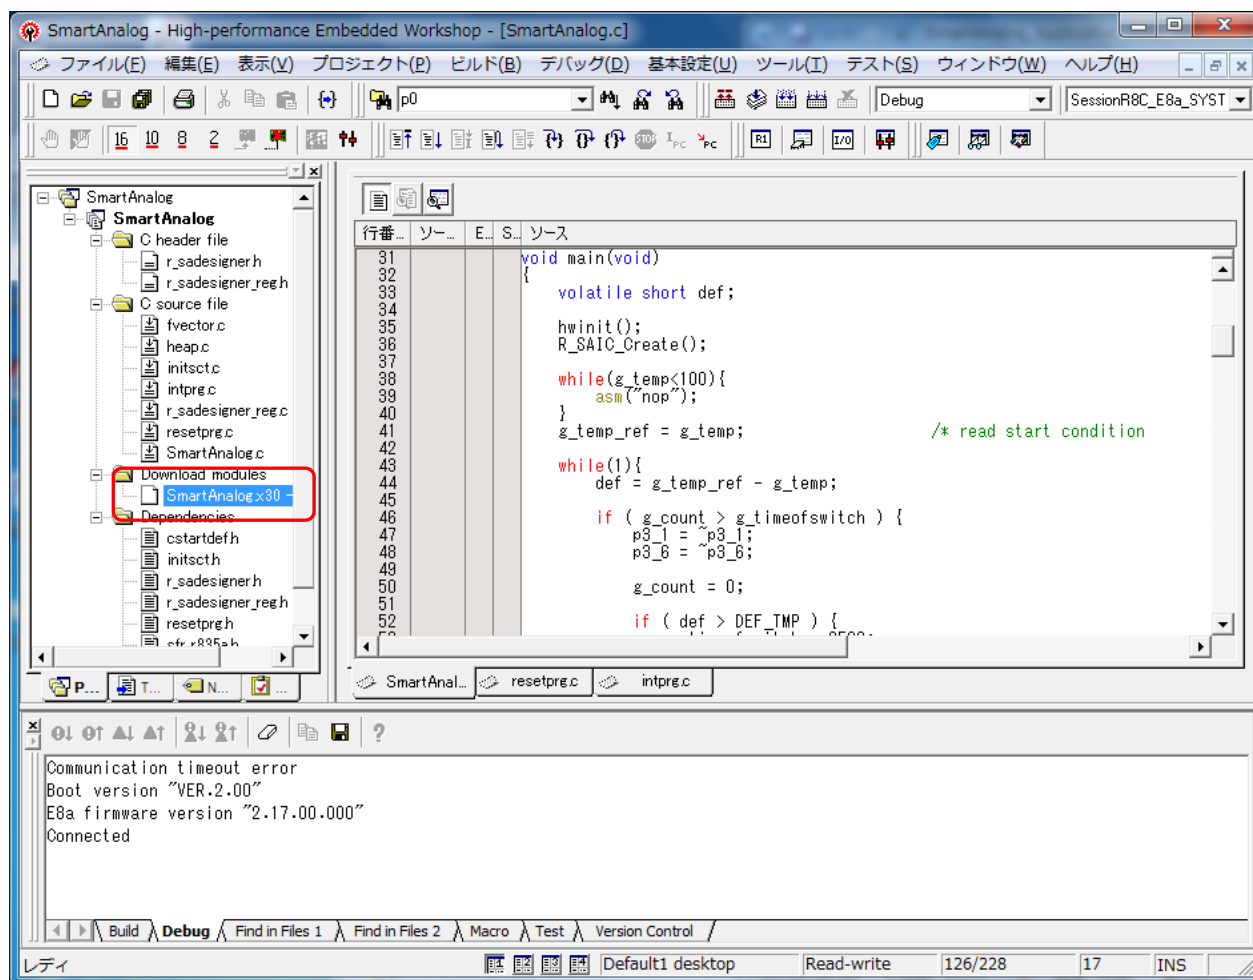 SmartAnalog - High-performance Embedded Workshop - [SmartAnalog.c]
ファイル(F) 編集(E) 表示(V) プロジェクト(P) ビルド(B) デバッグ(D) 基本設定(U) ツール(T) テスト(S) ウィンドウ(W) ヘルプ(H)
p0 Debug SessionR8C_E8a_SYST
16 10 8 2 STOP IPC PC R1 I/O
SmartAnalog
SmartAnalog
C header file
r_sadesigner.h
r_sadesigner_reg.h
C source file
fvector.c
heap.c
initsct.c
intprg.c
r_sadesigner_reg.c
resetprg.c
SmartAnalog.c
Download modules
SmartAnalog.x30 -
Dependencies
cstartdef.h
initsct.h
r_sadesigner.h
r_sadesigner_reg.h
resetprg.h
sfr_r835a.h
P... T... N... ...
行番... ソー... E.. S.. ソース
31 void main(void)
32 {
33 volatile short def;
34
35 hwinit();
36 R_SAIC_Create();
37
38 while(g_temp<100){
39 asm("nop");
40 }
41 g_temp_ref = g_temp; /* read start condition
42
43 while(1){
44 def = g_temp_ref - g_temp;
45
46 if ( g_count > g_timeofswitch ) {
47 p3_1 = ~p3_1;
48 p3_6 = ~p3_6;
49
50 g_count = 0;
51
52 if ( def > DEF_TMP ) {
SmartAnal... resetprg.c intprg.c
Communication timeout error
Boot version "VER.2.00"
E8a firmware version "2.17.00.000"
Connected
Build Debug Find in Files 1 Find in Files 2 Macro Test Version Control
レディ 1 2 3 4 Default1 desktop Read-write 126/228 17 INS